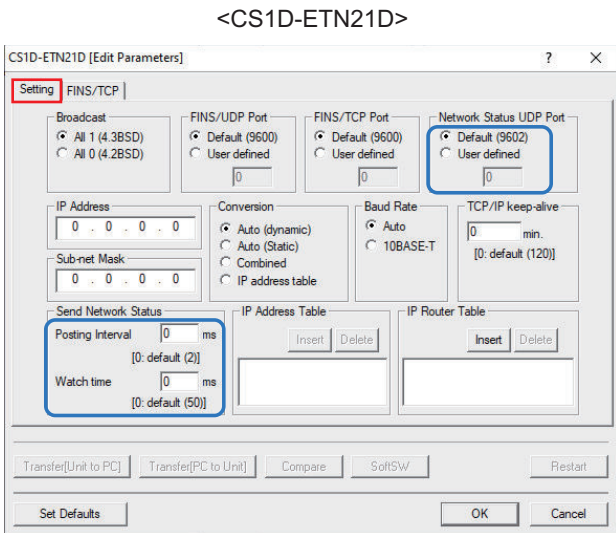 <CS1D-ETN21D>
CS1D-ETN21D [Edit Parameters] ? X
Setting FINS/TCP
Broadcast FINS/UDP Port FINS/TCP Port Network Status UDP Port
All 1 (4.3BSD) Default (9600) Default (9600) Default (9602)
All 0 (4.2BSD) User defined User defined User defined
0 0 0
IP Address Conversion Baud Rate TCP/IP keep-alive
0 . 0 . 0 . 0 Auto (dynamic) Auto 0 min.
Auto (Static) 10BASE-T [0: default (120)]
Sub-net Mask Combined
0 . 0 . 0 . 0 IP address table
Send Network Status IP Address Table IP Router Table
Posting Interval 0 ms Insert Delete Insert Delete
[0: default (2)]
Watch time 0 ms
[0: default (50)]
Transfer[Unit to PC] Transfer[PC to Unit] Compare SoftSW Restart
Set Defaults OK Cancel